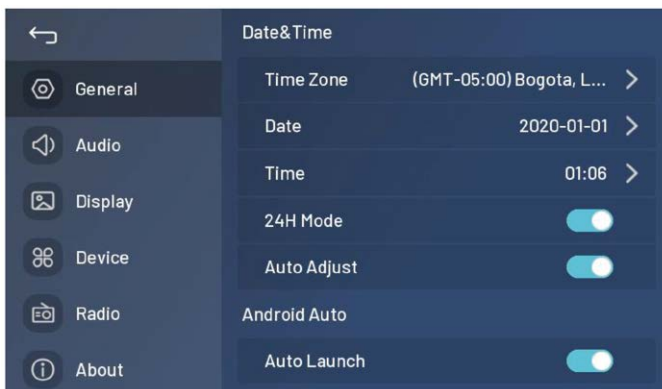 Date&Time
General
Time Zone (GMT-05:00) Bogota, L...
Date 2020-01-01
Audio
Time 01:06
Display
24H Mode
Device
Auto Adjust
Radio
Android Auto
About
Auto Launch